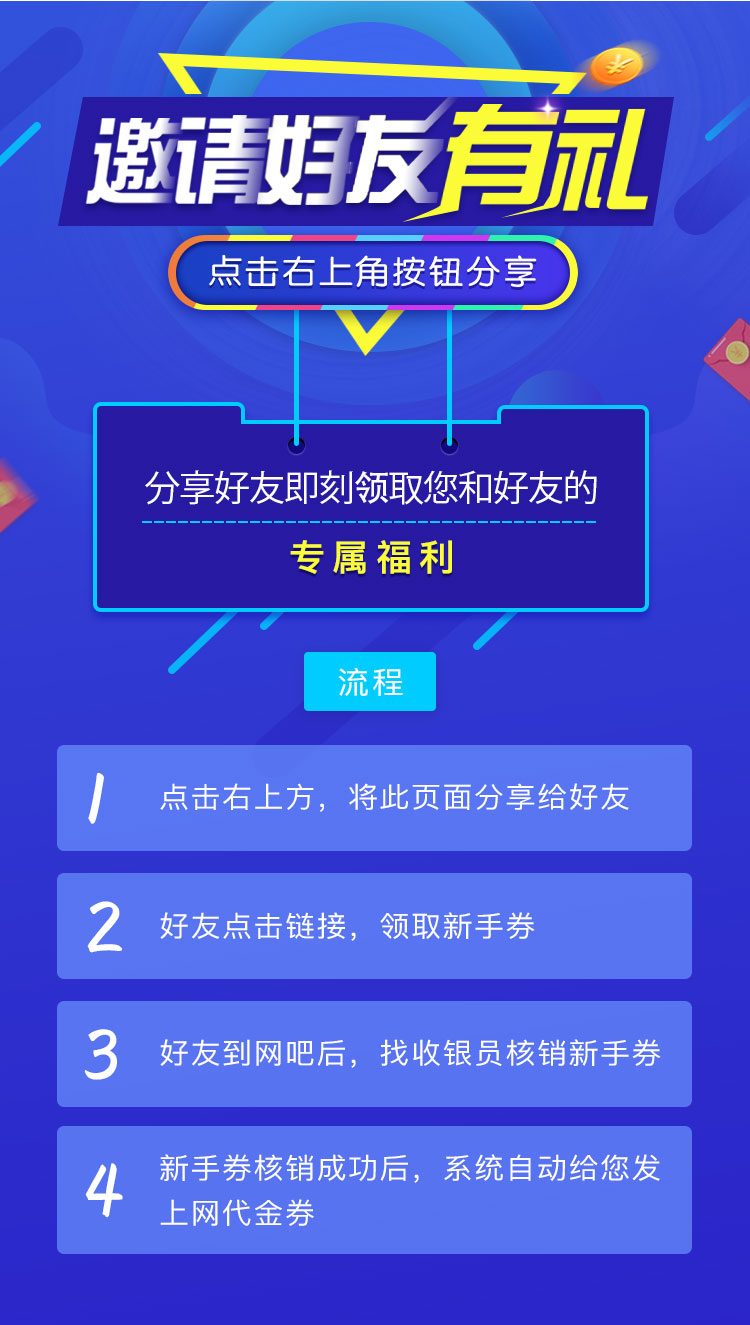 邀请好友有礼
点击右上角按钮分享
分享好友即刻领取您和好友的
专属福利
流程
1 点击右上方，将此页面分享给好友
2 好友点击链接，领取新手券
3 好友到网吧后，找收银员核销新手券
4 新手券核销成功后，系统自动给您发
上网代金券